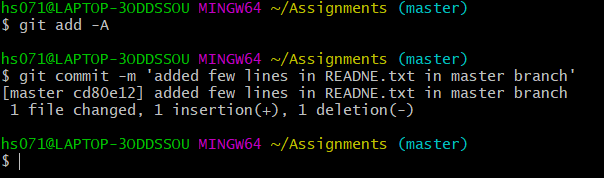 hs071@LAPTOP-3ODDSSOU MINGW64 ~/Assignments (master)
$ git add -A
hs071@LAPTOP-3ODDSSOU MINGW64 ~/Assignments (master)
$ git commit -m 'added few lines in READNE.txt in master branch'
[master cd80e12] added few lines in READNE.txt in master branch
1 file changed, 1 insertion(+), 1 deletion(-)
hs071@LAPTOP-3ODDSSOU MINGW64 ~/Assignments (master)
$